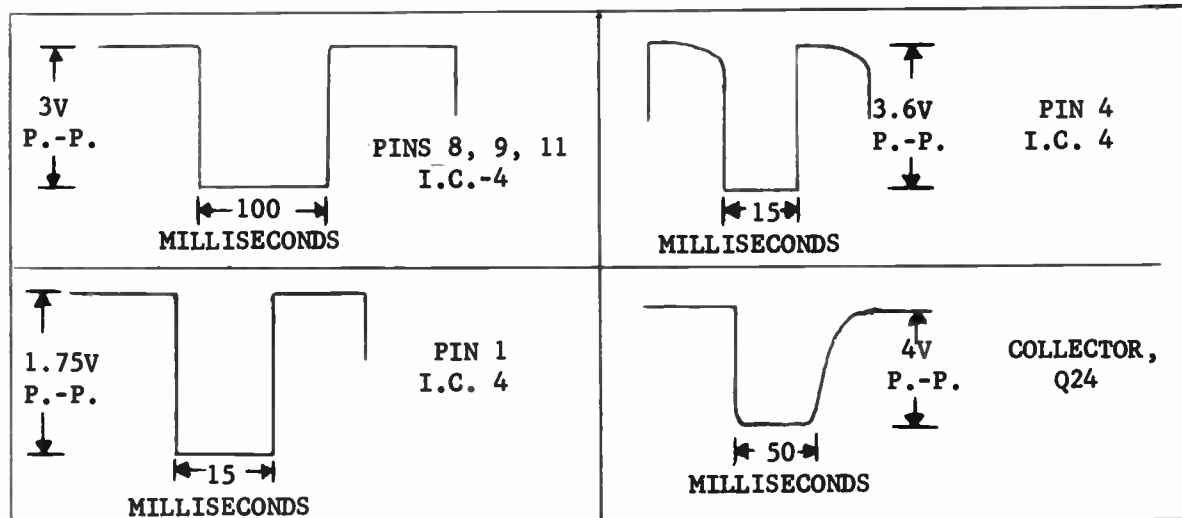 3V
P.-P.
PINS 8, 9, 11
I.C.-4
100
MILLISECONDS
3.6V
P.-P.
PIN 4
I.C. 4
15
MILLISECONDS
1.75V
P.-P.
PIN 1
I.C. 4
15
MILLISECONDS
4V
P.-P.
COLLECTOR,
Q24
50
MILLISECONDS